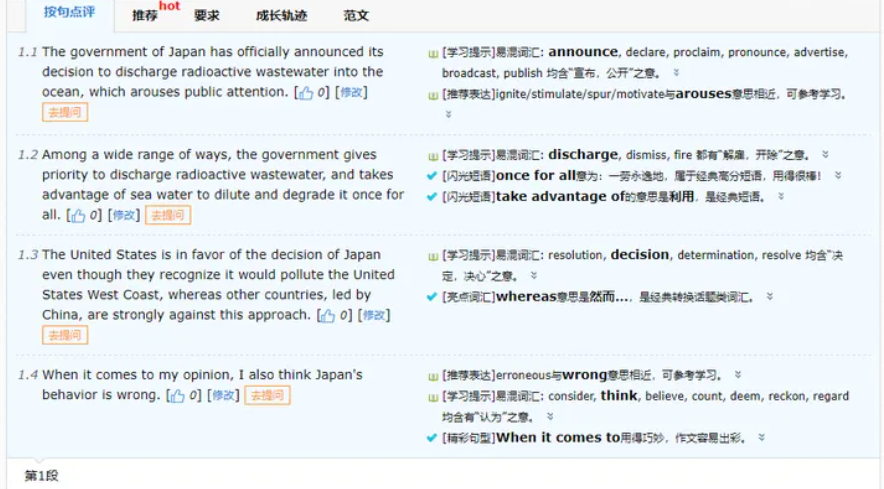 按句点评 推荐 hot 要求 成长轨迹 范文
1.1 The government of Japan has officially announced its
decision to discharge radioactive wastewater into the
ocean, which arouses public attention. [ 0] [修改]
去提问
[学习提示]易混词汇: announce, declare, proclaim, pronounce, advertise,
broadcast, publish 均含“宣布，公开”之意。
[推荐表达]ignite/stimulate/spur/motivate与arouses意思相近，可参考学习。
1.2 Among a wide range of ways, the government gives
priority to discharge radioactive wastewater, and takes
advantage of sea water to dilute and degrade it once for
all. [ 0] [修改] 去提问
[学习提示]易混词汇: discharge, dismiss, fire 都有“解雇，开除”之意。
[闪光短语]once for all意为：一劳永逸地，属于经典高分短语，用得很棒！
[闪光短语]take advantage of的意思是利用，是经典短语。
1.3 The United States is in favor of the decision of Japan
even though they recognize it would pollute the United
States West Coast, whereas other countries, led by
China, are strongly against this approach. [ 0] [修改]
去提问
[学习提示]易混词汇: resolution, decision, determination, resolve 均含“决
定，决心”之意。
[亮点词汇]whereas意思是然而...，是经典转换话题类词汇。
1.4 When it comes to my opinion, I also think Japan's
behavior is wrong. [ 0] [修改] 去提问
[推荐表达]erroneous与wrong意思相近，可参考学习。
[学习提示]易混词汇: consider, think, believe, count, deem, reckon, regard
均含有“认为”之意。
[精彩句型]When it comes to用得巧妙，作文容易出彩。
第1段